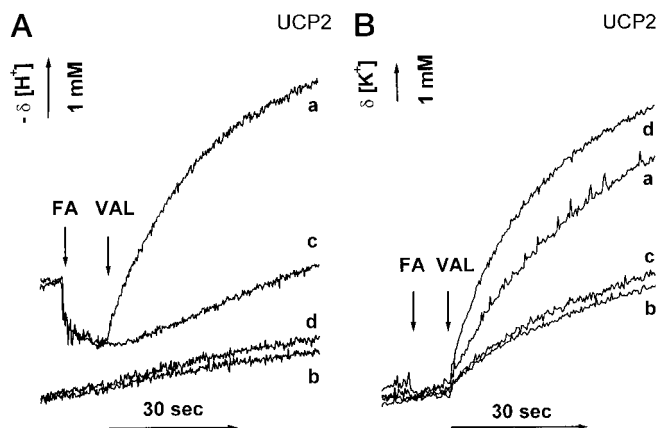 A
UCP2
- δ [H+]
1 mM
a
FA
VAL
c
d
b
30 sec
B
UCP2
δ [K+]
1 mM
d
a
FA
VAL
c
b
30 sec